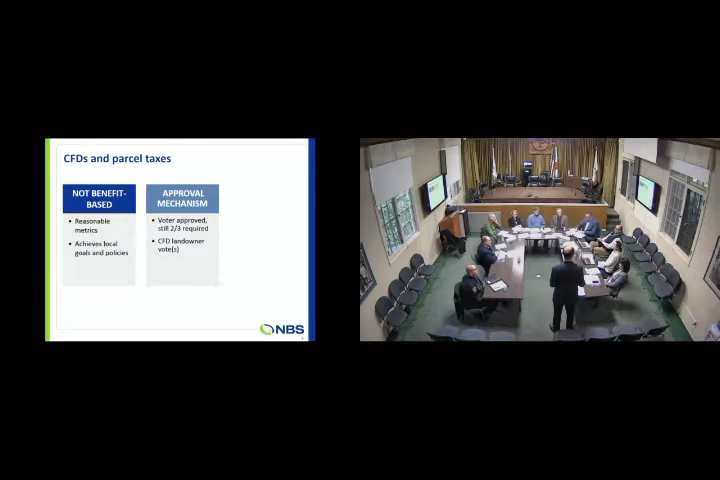 CFDs and parcel taxes
NOT BENEFIT-
BASED
• Reasonable
metrics
• Achieves local
goals and policies
APPROVAL
MECHANISM
• Voter approved,
still 2/3 required
• CFD landowner
vote(s)
NBS